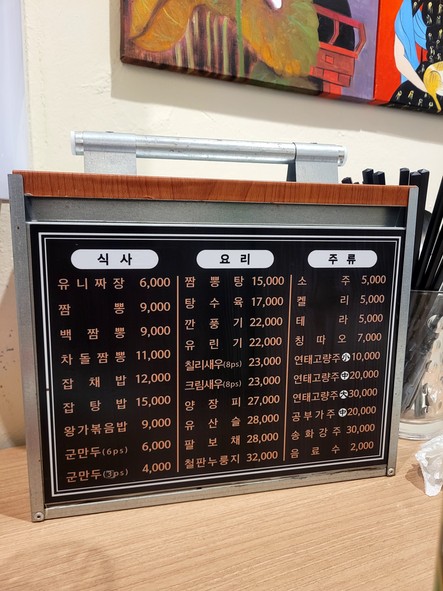 식 사
유니짜장 6,000
짬 뽕 9,000
백 짬 뽕 9,000
차돌짬뽕 11,000
잡 채 밥 12,000
잡 탕 밥 15,000
왕가볶음밥 9,000
군만두(6ps) 6,000
군만두(3ps) 4,000
요 리
짬 뽕 탕 15,000
탕 수 육 17,000
깐 풍 기 22,000
유 린 기 22,000
칠리새우(8ps) 23,000
크림새우(8ps) 23,000
양 장 피 27,000
유 산 슬 28,000
팔 보 채 28,000
철판누룽지 32,000
주 류
소 주 5,000
켈 리 5,000
테 라 5,000
칭 따 오 7,000
연태고량주 小 10,000
연태고량주 中 20,000
연태고량주 大 30,000
공부가주 中 20,000
송화강주 30,000
음 료 수 2,000